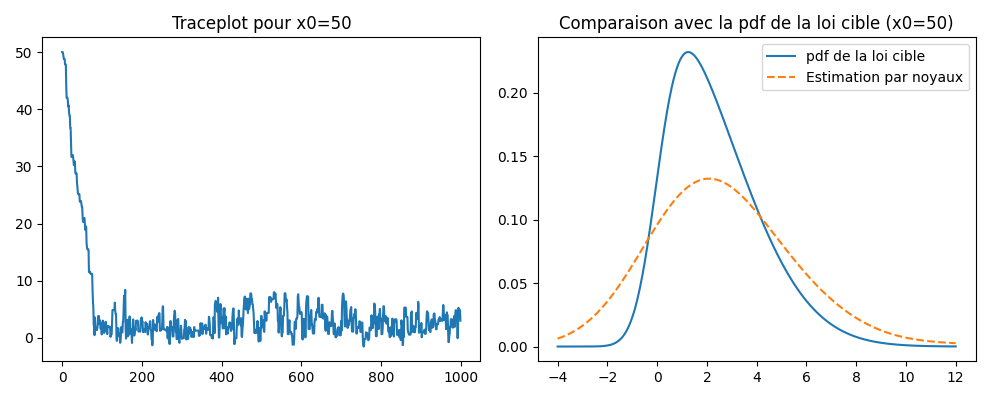 Traceplot pour x0=50
50
40
30
20
10
0
0 200 400 600 800 1000
Comparaison avec la pdf de la loi cible (x0=50)
pdf de la loi cible
Estimation par noyaux
0.20
0.15
0.10
0.05
0.00
−4 −2 0 2 4 6 8 10 12